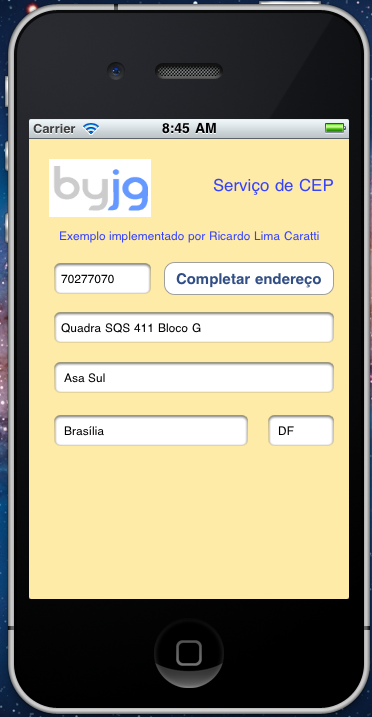 Carrier 8:45 AM
byjg
Serviço de CEP
Exemplo implementado por Ricardo Lima Caratti
70277070 Completar endereço
Quadra SQS 411 Bloco G
Asa Sul
Brasília DF